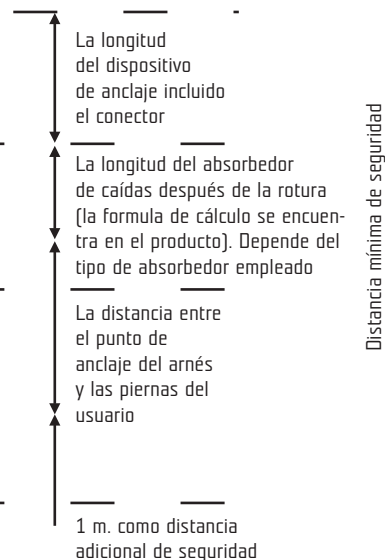 La longitud
del dispositivo
de anclaje incluido
el conector
La longitud del absorbedor
de caídas después de la rotura
(la formula de cálculo se encuen-
tra en el producto). Depende del
tipo de absorbedor empleado
La distancia entre
el punto de
anclaje del arnés
y las piernas del
usuario
1 m. como distancia
adicional de seguridad
Distancia mínima de seguridad